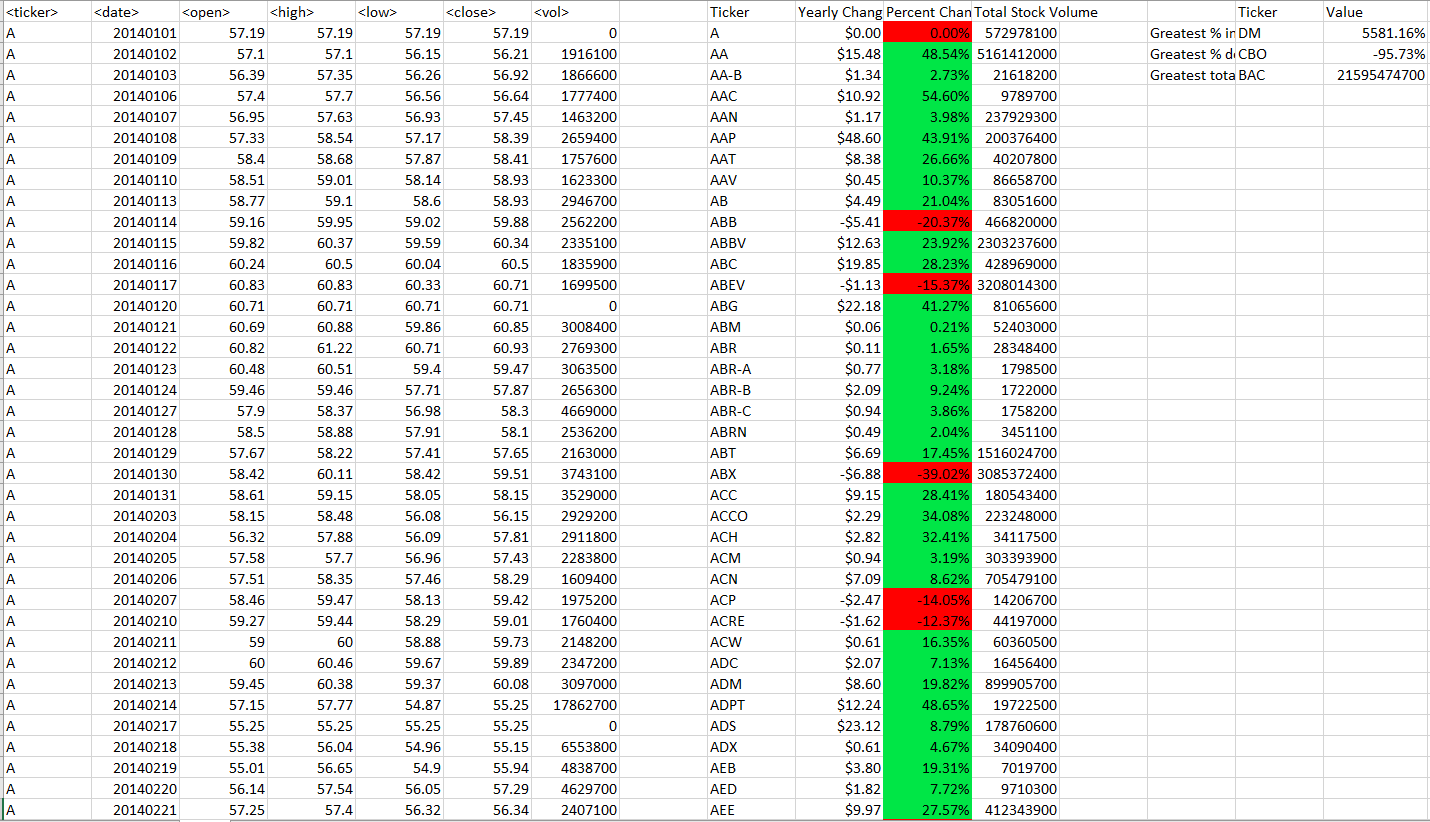 <ticker> <date> <open> <high> <low> <close> <vol> Ticker Yearly Chang Percent Chan Total Stock Volume Ticker Value
A 20140101 57.19 57.19 57.19 57.19 0 A $0.00 0.00% 572978100 Greatest % in DM 5581.16%
A 20140102 57.1 57.1 56.15 56.21 1916100 AA $15.48 48.54% 5161412000 Greatest % d CBO -95.73%
A 20140103 56.39 57.35 56.26 56.92 1866600 AA-B $1.34 2.73% 21618200 Greatest tota BAC 21595474700
A 20140106 57.4 57.7 56.56 56.64 1777400 AAC $10.92 54.60% 9789700
A 20140107 56.95 57.63 56.93 57.45 1463200 AAN $1.17 3.98% 237929300
A 20140108 57.33 58.54 57.17 58.39 2659400 AAP $48.60 43.91% 200376400
A 20140109 58.4 58.68 57.87 58.41 1757600 AAT $8.38 26.66% 40207800
A 20140110 58.51 59.01 58.14 58.93 1623300 AAV $0.45 10.37% 86658700
A 20140113 58.77 59.1 58.6 58.93 2946700 AB $4.49 21.04% 83051600
A 20140114 59.16 59.95 59.02 59.88 2562200 ABB -$5.41 -20.37% 466820000
A 20140115 59.82 60.37 59.59 60.34 2335100 ABBV $12.63 23.92% 2303237600
A 20140116 60.24 60.5 60.04 60.5 1835900 ABC $19.85 28.23% 428969000
A 20140117 60.83 60.83 60.33 60.71 1699500 ABEV -$1.13 -15.37% 3208014300
A 20140120 60.71 60.71 60.71 60.71 0 ABG $22.18 41.27% 81065600
A 20140121 60.69 60.88 59.86 60.85 3008400 ABM $0.06 0.21% 52403000
A 20140122 60.82 61.22 60.71 60.93 2769300 ABR $0.11 1.65% 28348400
A 20140123 60.48 60.51 59.4 59.47 3063500 ABR-A $0.77 3.18% 1798500
A 20140124 59.46 59.46 57.71 57.87 2656300 ABR-B $2.09 9.24% 1722000
A 20140127 57.9 58.37 56.98 58.3 4669000 ABR-C $0.94 3.86% 1758200
A 20140128 58.5 58.88 57.91 58.1 2536200 ABRN $0.49 2.04% 3451100
A 20140129 57.67 58.22 57.41 57.65 2163000 ABT $6.69 17.45% 1516024700
A 20140130 58.42 60.11 58.42 59.51 3743100 ABX -$6.88 -39.02% 3085372400
A 20140131 58.61 59.15 58.05 58.15 3529000 ACC $9.15 28.41% 180543400
A 20140203 58.15 58.48 56.08 56.15 2929200 ACCO $2.29 34.08% 223248000
A 20140204 56.32 57.88 56.09 57.81 2911800 ACH $2.82 32.41% 34117500
A 20140205 57.58 57.7 56.96 57.43 2283800 ACM $0.94 3.19% 303393900
A 20140206 57.51 58.35 57.46 58.29 1609400 ACN $7.09 8.62% 705479100
A 20140207 58.46 59.47 58.13 59.42 1975200 ACP -$2.47 -14.05% 14206700
A 20140210 59.27 59.44 58.29 59.01 1760400 ACRE -$1.62 -12.37% 44197000
A 20140211 59 60 58.88 59.73 2148200 ACW $0.61 16.35% 60360500
A 20140212 60 60.46 59.67 59.89 2347200 ADC $2.07 7.13% 16456400
A 20140213 59.45 60.38 59.37 60.08 3097000 ADM $8.60 19.82% 899905700
A 20140214 57.15 57.77 54.87 55.25 17862700 ADPT $12.24 48.65% 19722500
A 20140217 55.25 55.25 55.25 55.25 0 ADS $23.12 8.79% 178760600
A 20140218 55.38 56.04 54.96 55.15 6553800 ADX $0.61 4.67% 34090400
A 20140219 55.01 56.65 54.9 55.94 4838700 AEB $3.80 19.31% 7019700
A 20140220 56.14 57.54 56.05 57.29 4629700 AED $1.82 7.72% 9710300
A 20140221 57.25 57.4 56.32 56.34 2407100 AEE $9.97 27.57% 412343900